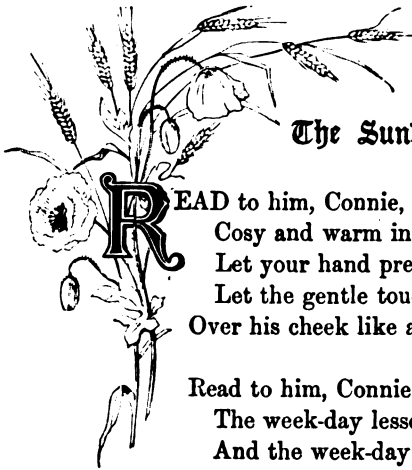 The Sun
READ to him, Connie,
Cosy and warm in
Let your hand pre
Let the gentle tou
Over his cheek like a
Read to him, Connie
The week-day lesso
And the week-day